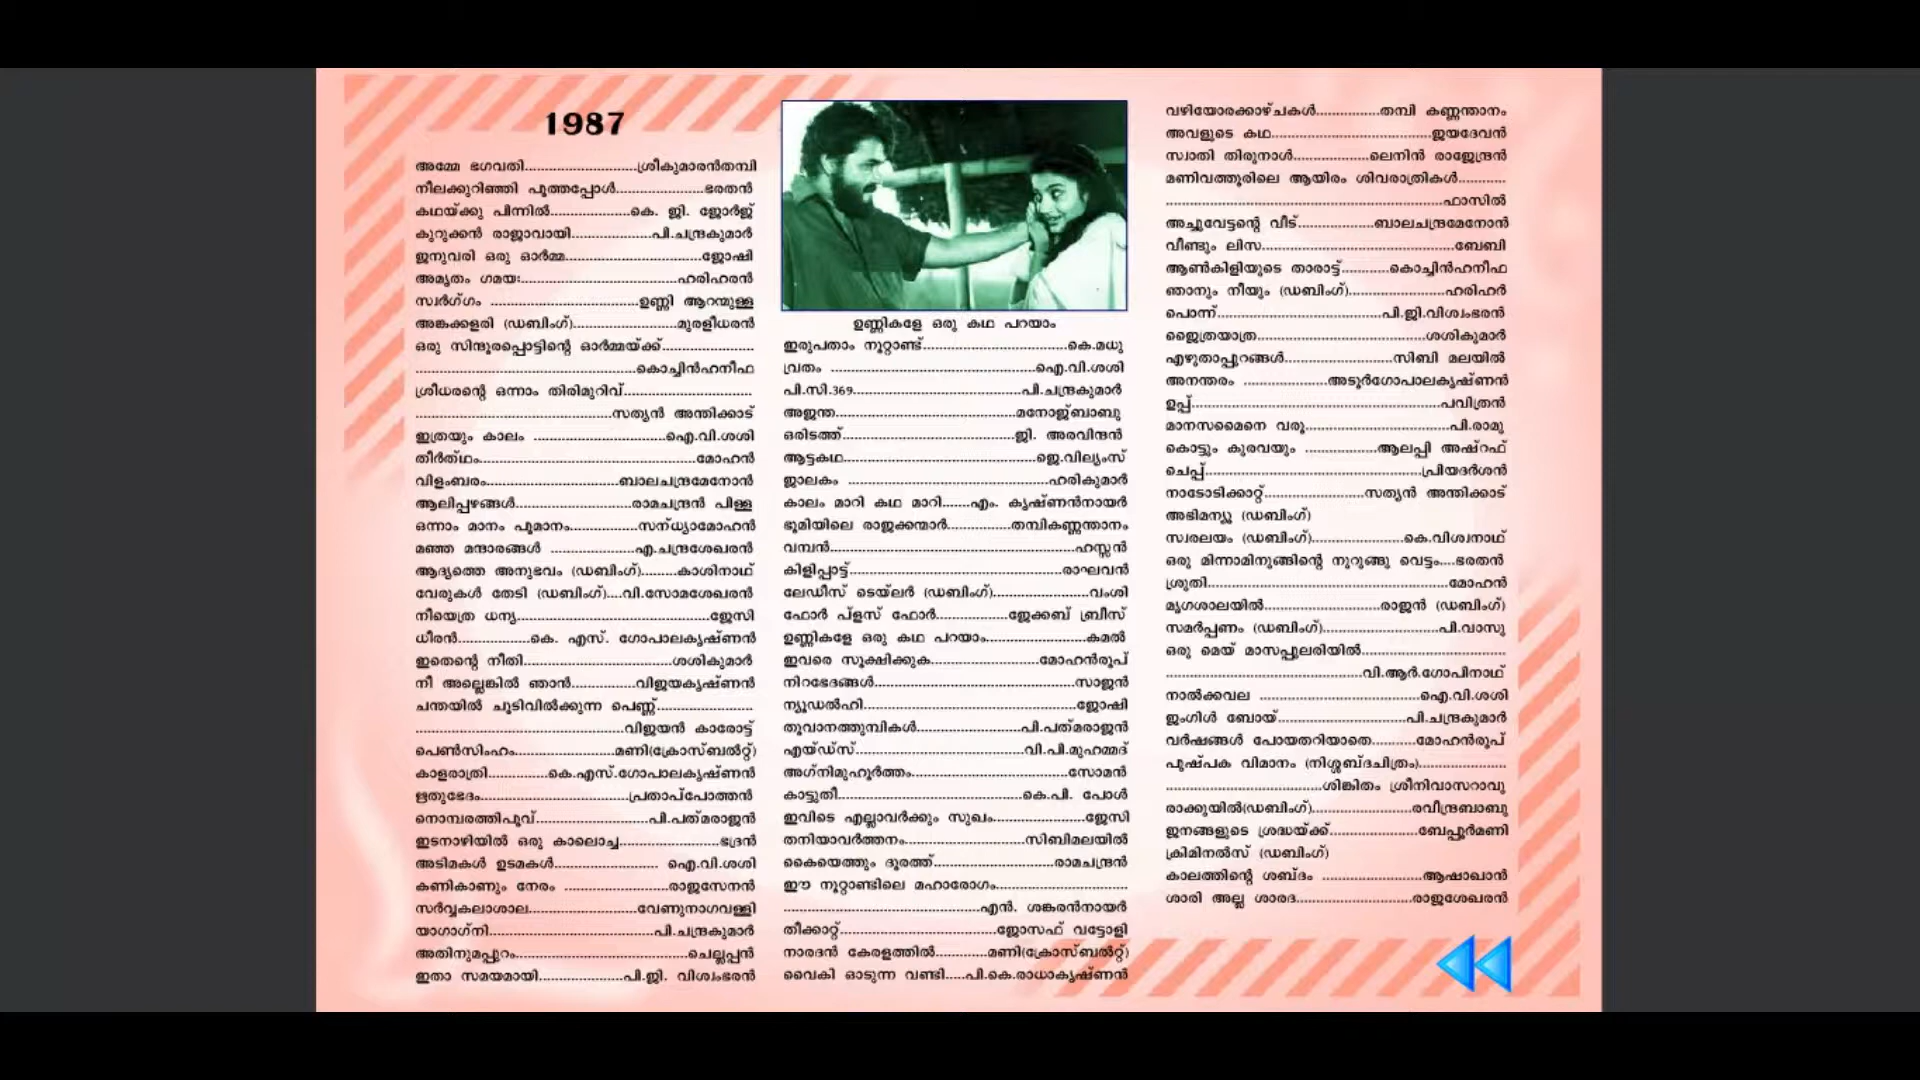 1987
അമ്മേ ഭഗവതി......................ശ്രീകുമാരൻതമ്പി
നീലക്കുറിഞ്ഞി പൂത്തപ്പോൾ......................ഭരതൻ
കഥയ്ക്കു പിന്നിൽ....................കെ. ജി. ജോർജ്
കുറുക്കൻ രാജാവായി....................പി.ചന്ദ്രകുമാർ
ജനുവരി ഒരു ഓർമ്മ..................................ജോഷി
അമൃതം ഗമയഃ.......................................ഹരിഹരൻ
സ്വർഗ്ഗം .....................................ഉണ്ണി ആറന്മുള്ള
അങ്കക്കളരി (ഡബിംഗ്)..........................മുരളീധരൻ
ഒരു സിന്ദൂരപ്പൊട്ടിന്റെ ഓർമ്മയ്ക്ക്.......................
.......................................................കൊച്ചിൻഹനീഫ
ശ്രീധരന്റെ ഒന്നാം തിരിമുറിവ്................................
.................................................സത്യൻ അന്തിക്കാട്
ഇത്രയും കാലം .................................ഐ.വി.ശശി
തീർത്ഥം......................................................മോഹൻ
വിളംബരം.................................ബാലചന്ദ്രമേനോൻ
ആലിപ്പഴങ്ങൾ.............................രാമചന്ദ്രൻ പിള്ള
ഒന്നാം മാനം പൂമാനം.................സന്ധ്യാമോഹൻ
മഞ്ഞ മന്ദാരങ്ങൾ .....................എ.ചന്ദ്രശേഖരൻ
ആദ്യത്തെ അനുഭവം (ഡബിംഗ്).........കാശിനാഥ്
വേരുകൾ തേടി (ഡബിംഗ്)....വി.സോമശേഖരൻ
നീയെത്ര ധന്യ................................................ജേസി
ധീരൻ..................കെ. എസ്. ഗോപാലകൃഷ്ണൻ
ഇതെന്റെ നീതി.....................................ശശികുമാർ
നീ അല്ലെങ്കിൽ ഞാൻ................വിജയകൃഷ്ണൻ
ചന്തയിൽ ചൂടിവിൽക്കുന്ന പെണ്ണ്........................
....................................................വിജയൻ കാരോട്ട്
പെൺസിംഹം.........................മണി(ക്രോസ്ബൽറ്റ്)
കാളരാത്രി...............കെ.എസ്.ഗോപാലകൃഷ്ണൻ
ഋതുഭേദം.....................................പ്രതാപ്പോത്തൻ
നൊമ്പരത്തിപൂവ്............................പി.പത്മരാജൻ
ഇടനാഴിയിൽ ഒരു കാലൊച്ച.........................ഭദ്രൻ
അടിമകൾ ഉടമകൾ.......................... ഐ.വി.ശശി
കണികാണും നേരം ..........................രാജസേനൻ
സർവ്വകലാശാല...........................വേണുനാഗവള്ളി
യാഗാഗ്നി.........................................പി.ചന്ദ്രകുമാർ
അതിനുമപ്പുറം...........................................ചെല്ലപ്പൻ
ഇതാ സമയമായി.....................പി.ജി. വിശ്വംഭരൻ
ഉണ്ണികളേ ഒരു കഥ പറയാം
ഇരുപതാം നൂറ്റാണ്ട്....................................കെ.മധു
വ്രതം ...................................................ഐ.വി.ശശി
പി.സി.369..........................................പി.ചന്ദ്രകുമാർ
അജന്ത.............................................മനോജ്ബാബു
ഒരിടത്ത്...........................................ജി. അരവിന്ദൻ
ആട്ടകഥ................................................ജെ.വില്യംസ്
ജാലകം ..................................................ഹരികുമാർ
കാലം മാറി കഥ മാറി.......എം. കൃഷ്ണൻനായർ
ഭൂമിയിലെ രാജക്കന്മാർ................തമ്പികണ്ണന്താനം
വമ്പൻ.............................................................ഹസ്സൻ
കിളിപ്പാട്ട്.....................................................രാഘവൻ
ലേഡീസ് ടെയ്ലർ (ഡബിംഗ്)........................വംശി
ഫോർ പ്ളസ് ഫോർ..................ജേക്കബ് ബ്രീസ്
ഉണ്ണികളേ ഒരു കഥ പറയാം.........................കമൽ
ഇവരെ സൂക്ഷിക്കുക...........................മോഹൻരൂപ്
നിറഭേദങ്ങൾ..................................................സാജൻ
ന്യൂഡൽഹി.....................................................ജോഷി
തൂവാനത്തുമ്പികൾ..........................പി.പത്മരാജൻ
എയ്ഡ്സ്..........................................വി.പി.മുഹമ്മദ്
അഗ്നിമുഹൂർത്തം.......................................സോമൻ
കാട്ടുതീ..............................................കെ.പി. പോൾ
ഇവിടെ എല്ലാവർക്കും സുഖം.......................ജേസി
തനിയാവർത്തനം..............................സിബിമലയിൽ
കൈയെത്തും ദൂരത്ത്..............................രാമചന്ദ്രൻ
ഈ നൂറ്റാണ്ടിലെ മഹാരോഗം.................................
.................................................എൻ. ശങ്കരൻനായർ
തീക്കാറ്റ്.......................................ജോസഫ് വട്ടോളി
നാരദൻ കേരളത്തിൽ.............മണി(ക്രോസ്ബൽറ്റ്)
വൈകി ഓടുന്ന വണ്ടി.....പി.കെ.രാധാകൃഷ്ണൻ
വഴിയോരക്കാഴ്ചകൾ................തമ്പി കണ്ണന്താനം
അവളുടെ കഥ........................................ജയദേവൻ
സ്വാതി തിരുനാൾ...................ലെനിൻ രാജേന്ദ്രൻ
മണിവത്തൂരിലെ ആയിരം ശിവരാത്രികൾ............
.....................................................................ഫാസിൽ
അച്ചുവേട്ടന്റെ വീട്...................ബാലചന്ദ്രമേനോൻ
വീണ്ടും ലിസ................................................ബേബി
ആൺകിളിയുടെ താരാട്ട്............കൊച്ചിൻഹനീഫ
ഞാനും നീയും (ഡബിംഗ്)........................ഹരിഹർ
പൊന്ന്.........................................പി.ജി.വിശ്വംഭരൻ
ജൈത്രയാത്ര..........................................ശശികുമാർ
എഴുതാപ്പുറങ്ങൾ...........................സിബി മലയിൽ
അനന്തരം .....................അടൂർഗോപാലകൃഷ്ണൻ
ഉപ്പ്..............................................................പവിത്രൻ
മാനസമൈനെ വരൂ....................................പി.രാമു
കൊട്ടും കുരവയും ..................ആലപ്പി അഷ്റഫ്
ചെപ്പ്......................................................പ്രിയദർശൻ
നാടോടിക്കാറ്റ്.........................സത്യൻ അന്തിക്കാട്
അഭിമന്യൂ (ഡബിംഗ്)
സ്വരലയം (ഡബിംഗ്).......................കെ.വിശ്വനാഥ്
ഒരു മിന്നാമിനുങ്ങിന്റെ നുറുങ്ങു വെട്ടം....ഭരതൻ
ശ്രുതി............................................................മോഹൻ
മൃഗശാലയിൽ.............................രാജൻ (ഡബിംഗ്)
സമർപ്പണം (ഡബിംഗ്).............................പി.വാസു
ഒരു മെയ് മാസപ്പുലരിയിൽ....................................
.................................................വി.ആർ.ഗോപിനാഥ്
നാൽക്കവല ........................................ഐ.വി.ശശി
ജംഗിൾ ബോയ്................................പി.ചന്ദ്രകുമാർ
വർഷങ്ങൾ പോയതറിയാതെ...........മോഹൻരൂപ്
പുഷ്പക വിമാനം (നിശ്ശബ്ദചിത്രം)......................
.......................................ശിങ്കിതം ശ്രീനിവാസറാവു
രാക്കുയിൽ(ഡബിംഗ്).........................രവീന്ദ്രബാബു
ജനങ്ങളുടെ ശ്രദ്ധയ്ക്ക്......................ബേപ്പൂർമണി
ക്രിമിനൽസ് (ഡബിംഗ്)
കാലത്തിന്റെ ശബ്ദം .........................ആഷാഖാൻ
ശാരി അല്ല ശാരദ.............................രാജശേഖരൻ